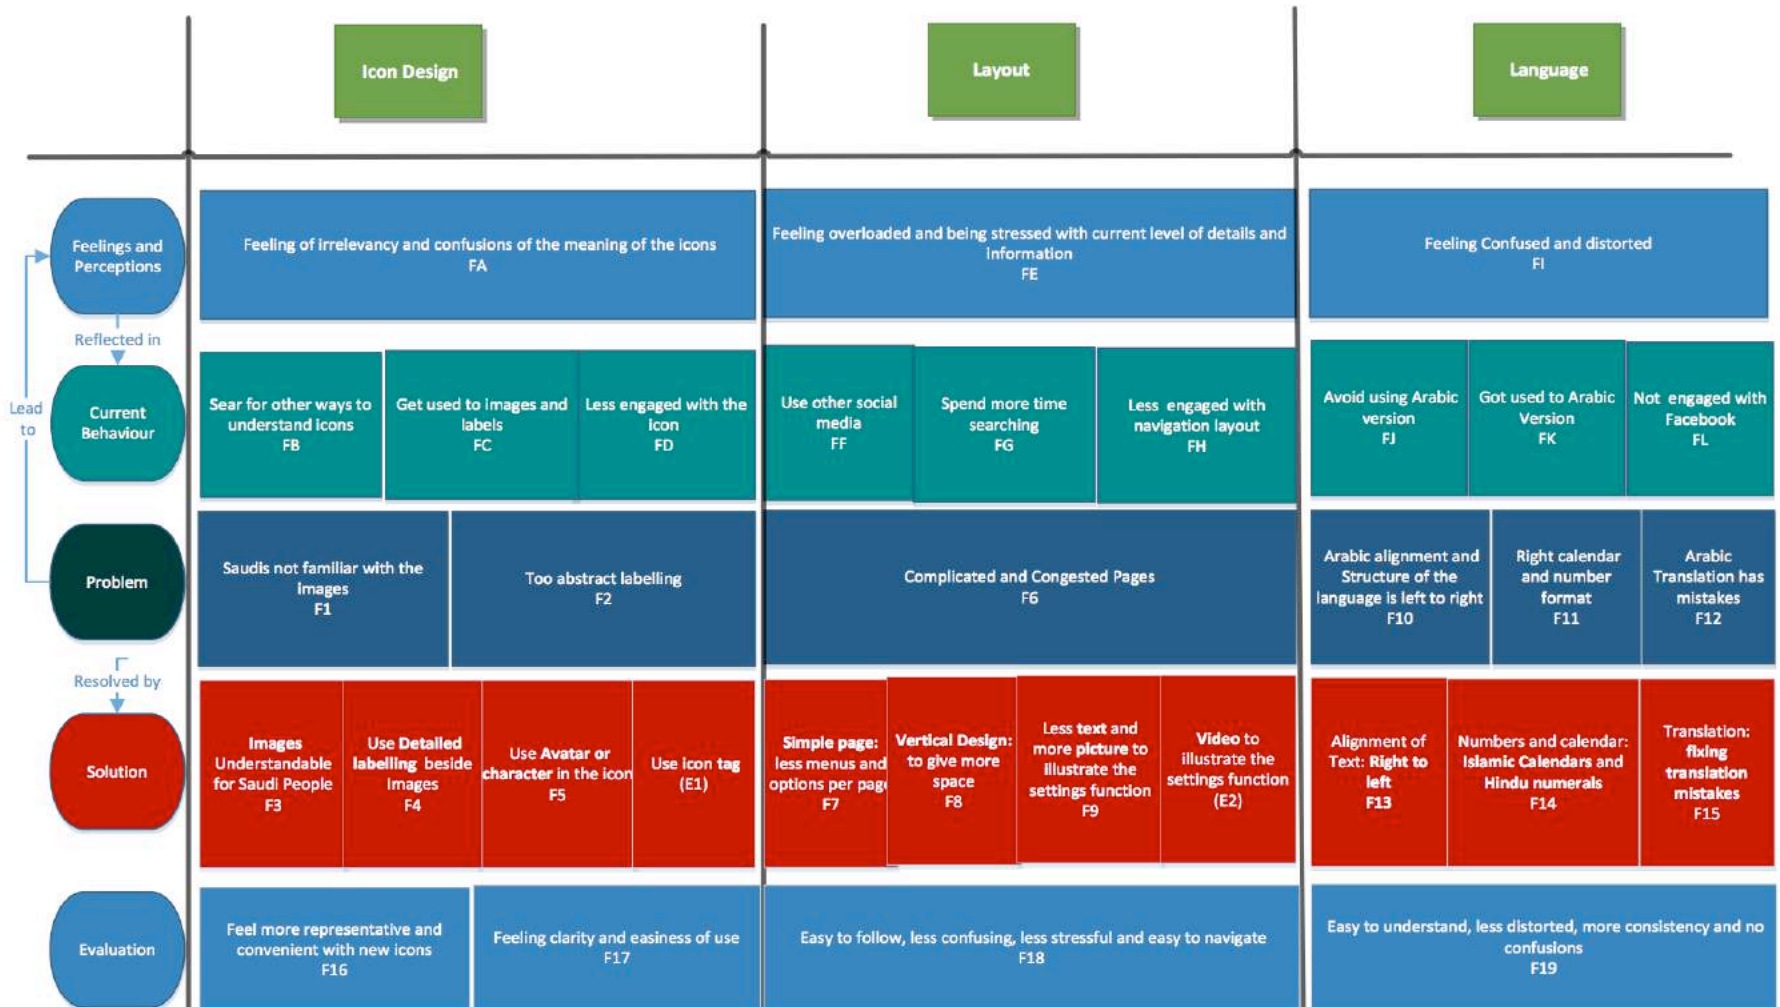 Icon Design
Layout
Language
Feelings and
Perceptions
Feeling of irrelevancy and confusions of the meaning of the icons
FA
Feeling overloaded and being stressed with current level of details and
information
FE
Feeling Confused and distorted
FI
Reflected in
Lead
to
Current
Behaviour
Sear for other ways to
understand icons
FB
Get used to images and
labels
FC
Less engaged with the
icon
FD
Use other social
media
FF
Spend more time
searching
FG
Less engaged with
navigation layout
FH
Avoid using Arabic
version
FJ
Got used to Arabic
Version
FK
Not engaged with
Facebook
FL
Problem
Saudis not familiar with the
images
F1
Too abstract labelling
F2
Complicated and Congested Pages
F6
Arabic alignment and
Structure of the
language is left to right
F10
Right calendar
and number
format
F11
Arabic
Translation has
mistakes
F12
Resolved by
Solution
Images
Understandable
for Saudi People
F3
Use Detailed
labelling beside
Images
F4
Use Avatar or
character in the icon
F5
Use icon tag
(E1)
Simple page:
less menus and
options per page
F7
Vertical Design:
to give more
space
F8
Less text and
more picture to
illustrate the
settings function
F9
Video to
illustrate the
settings function
(E2)
Alignment of
Text: Right to
left
F13
Numbers and calendar:
Islamic Calendars and
Hindu numerals
F14
Translation:
fixing
translation
mistakes
F15
Evaluation
Feel more representative and
convenient with new icons
F16
Feeling clarity and easiness of use
F17
Easy to follow, less confusing, less stressful and easy to navigate
F18
Easy to understand, less distorted, more consistency and no
confusions
F19